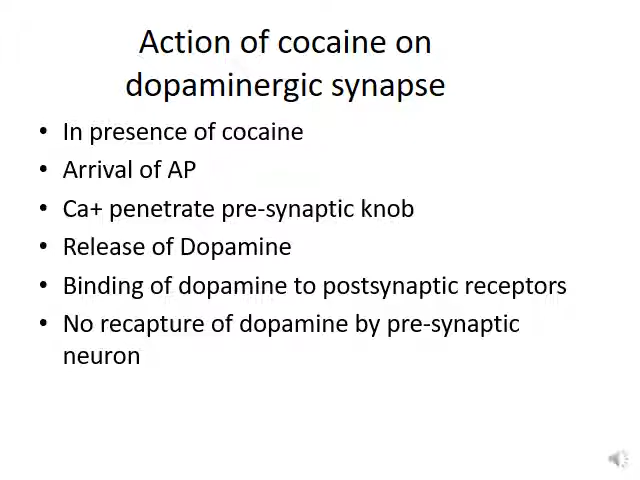 Action of cocaine on
dopaminergic synapse
• In presence of cocaine
• Arrival of AP
• Ca+ penetrate pre-synaptic knob
• Release of Dopamine
• Binding of dopamine to postsynaptic receptors
• No recapture of dopamine by pre-synaptic
neuron